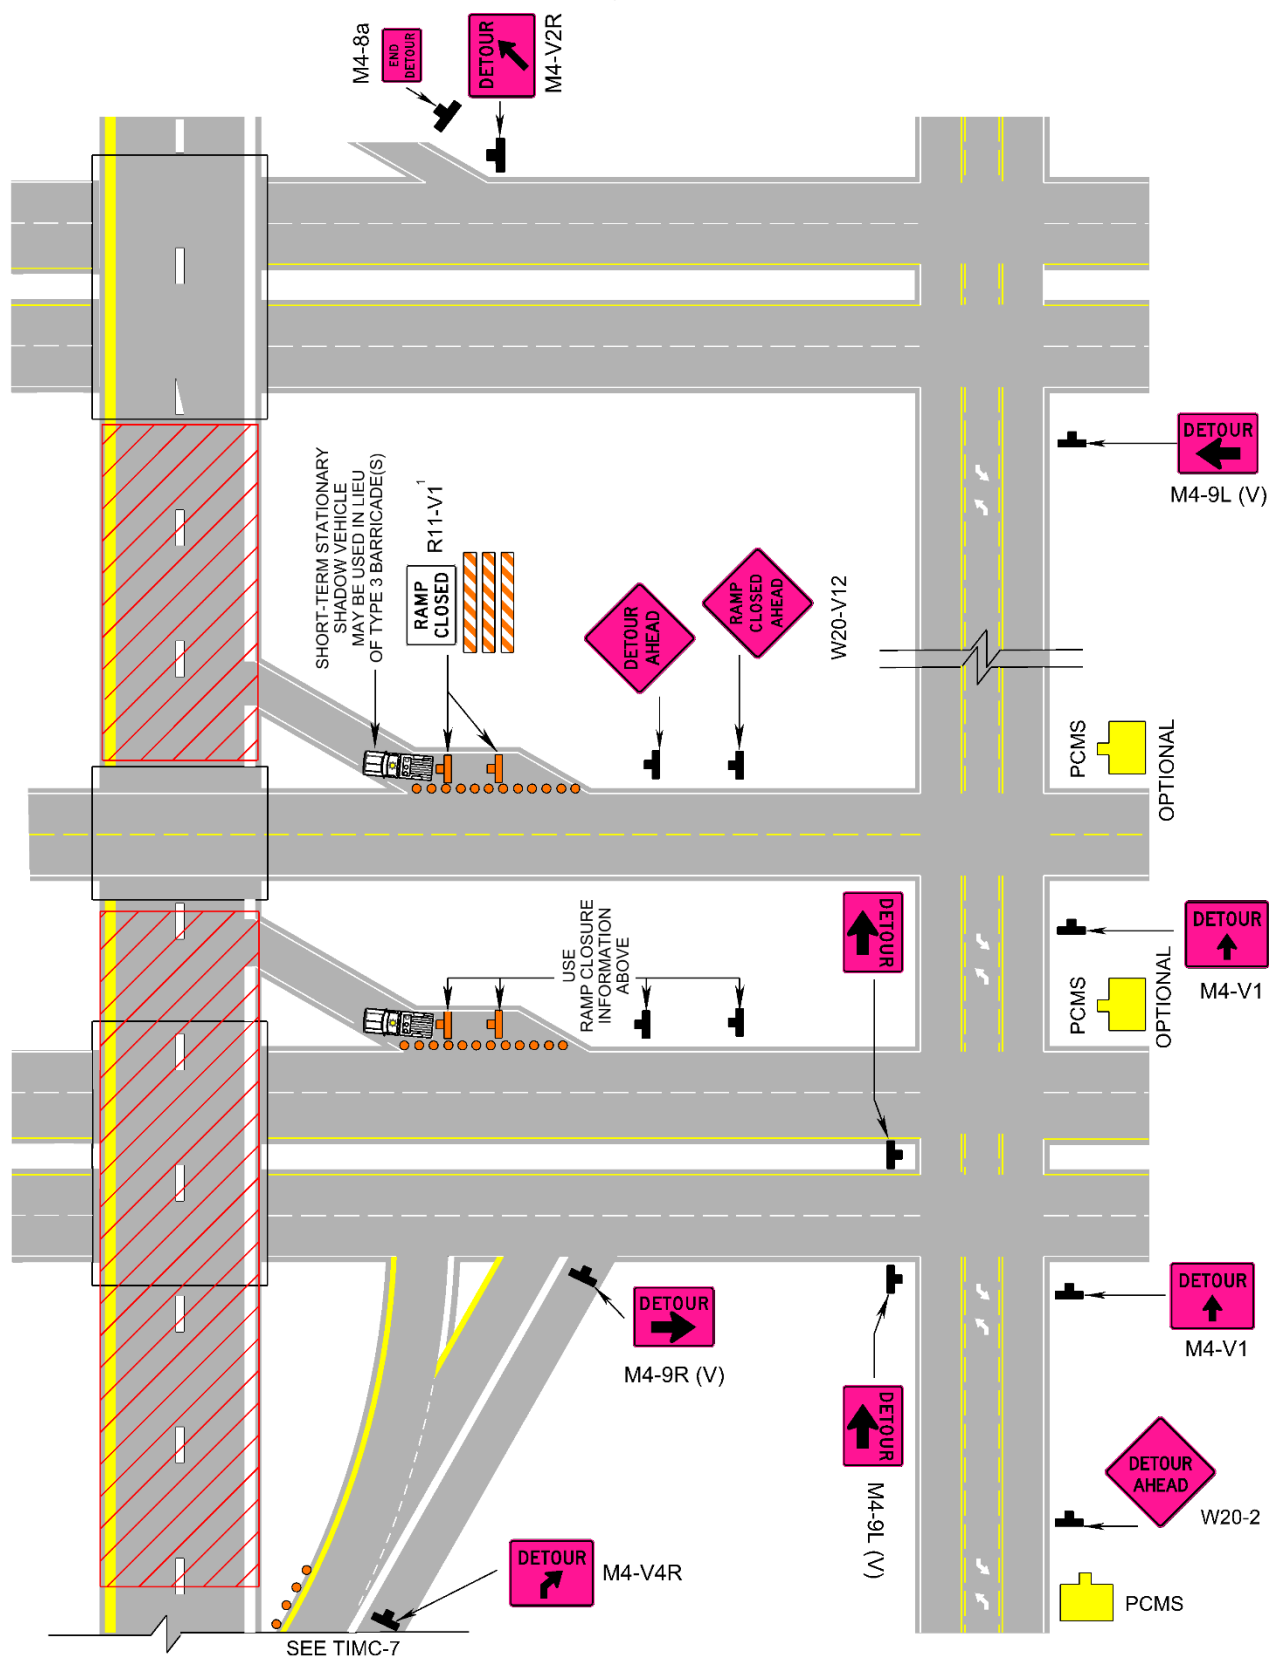 M4-8a
END
DETOUR
DETOUR
M4-V2R
DETOUR
M4-9L (V)
SHORT-TERM STATIONARY
SHADOW VEHICLE
MAY BE USED IN LIEU
OF TYPE 3 BARRICADE(S)
RAMP
CLOSED
R11-V1¹
DETOUR
AHEAD
RAMP
CLOSED
AHEAD
W20-V12
PCMS
OPTIONAL
DETOUR
DETOUR
M4-V1
USE
RAMP CLOSURE
INFORMATION
ABOVE
PCMS
OPTIONAL
DETOUR
M4-9R (V)
DETOUR
M4-V1
DETOUR
M4-9L (V)
DETOUR
AHEAD
W20-2
DETOUR
M4-V4R
PCMS
SEE TIMC-7